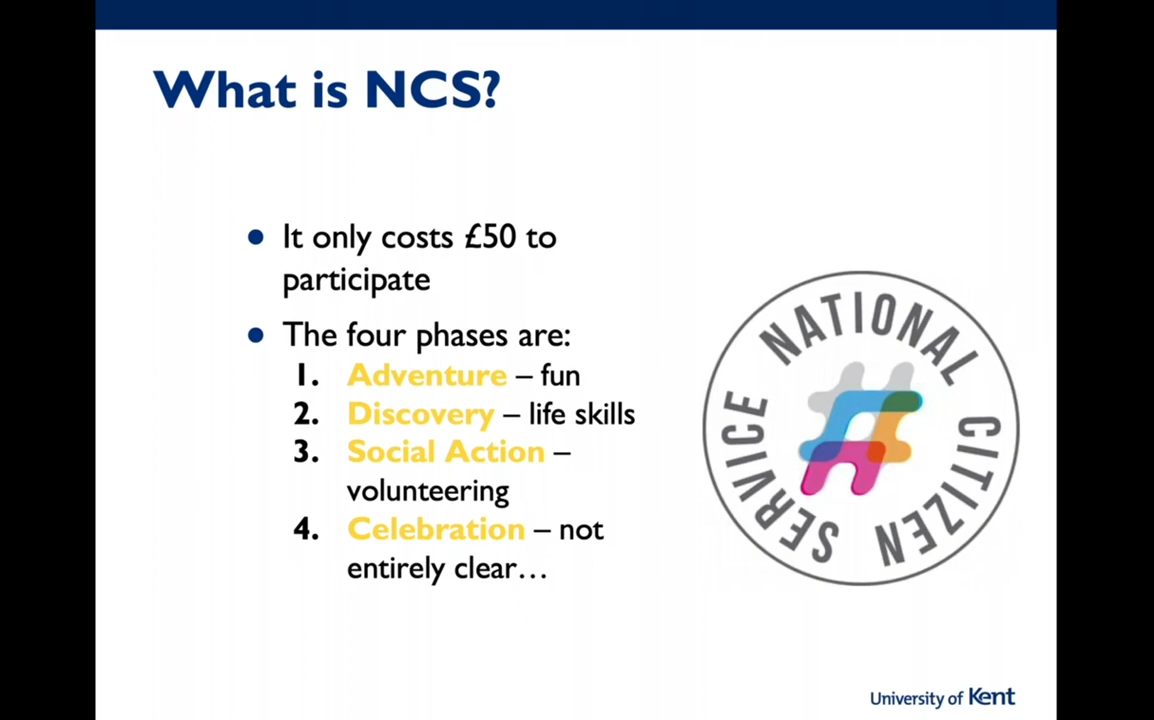 What is NCS?
● It only costs £50 to
participate
● The four phases are:
1. Adventure – fun
2. Discovery – life skills
3. Social Action –
volunteering
4. Celebration – not
entirely clear…
NATIONAL CITIZEN SERVICE
University of Kent